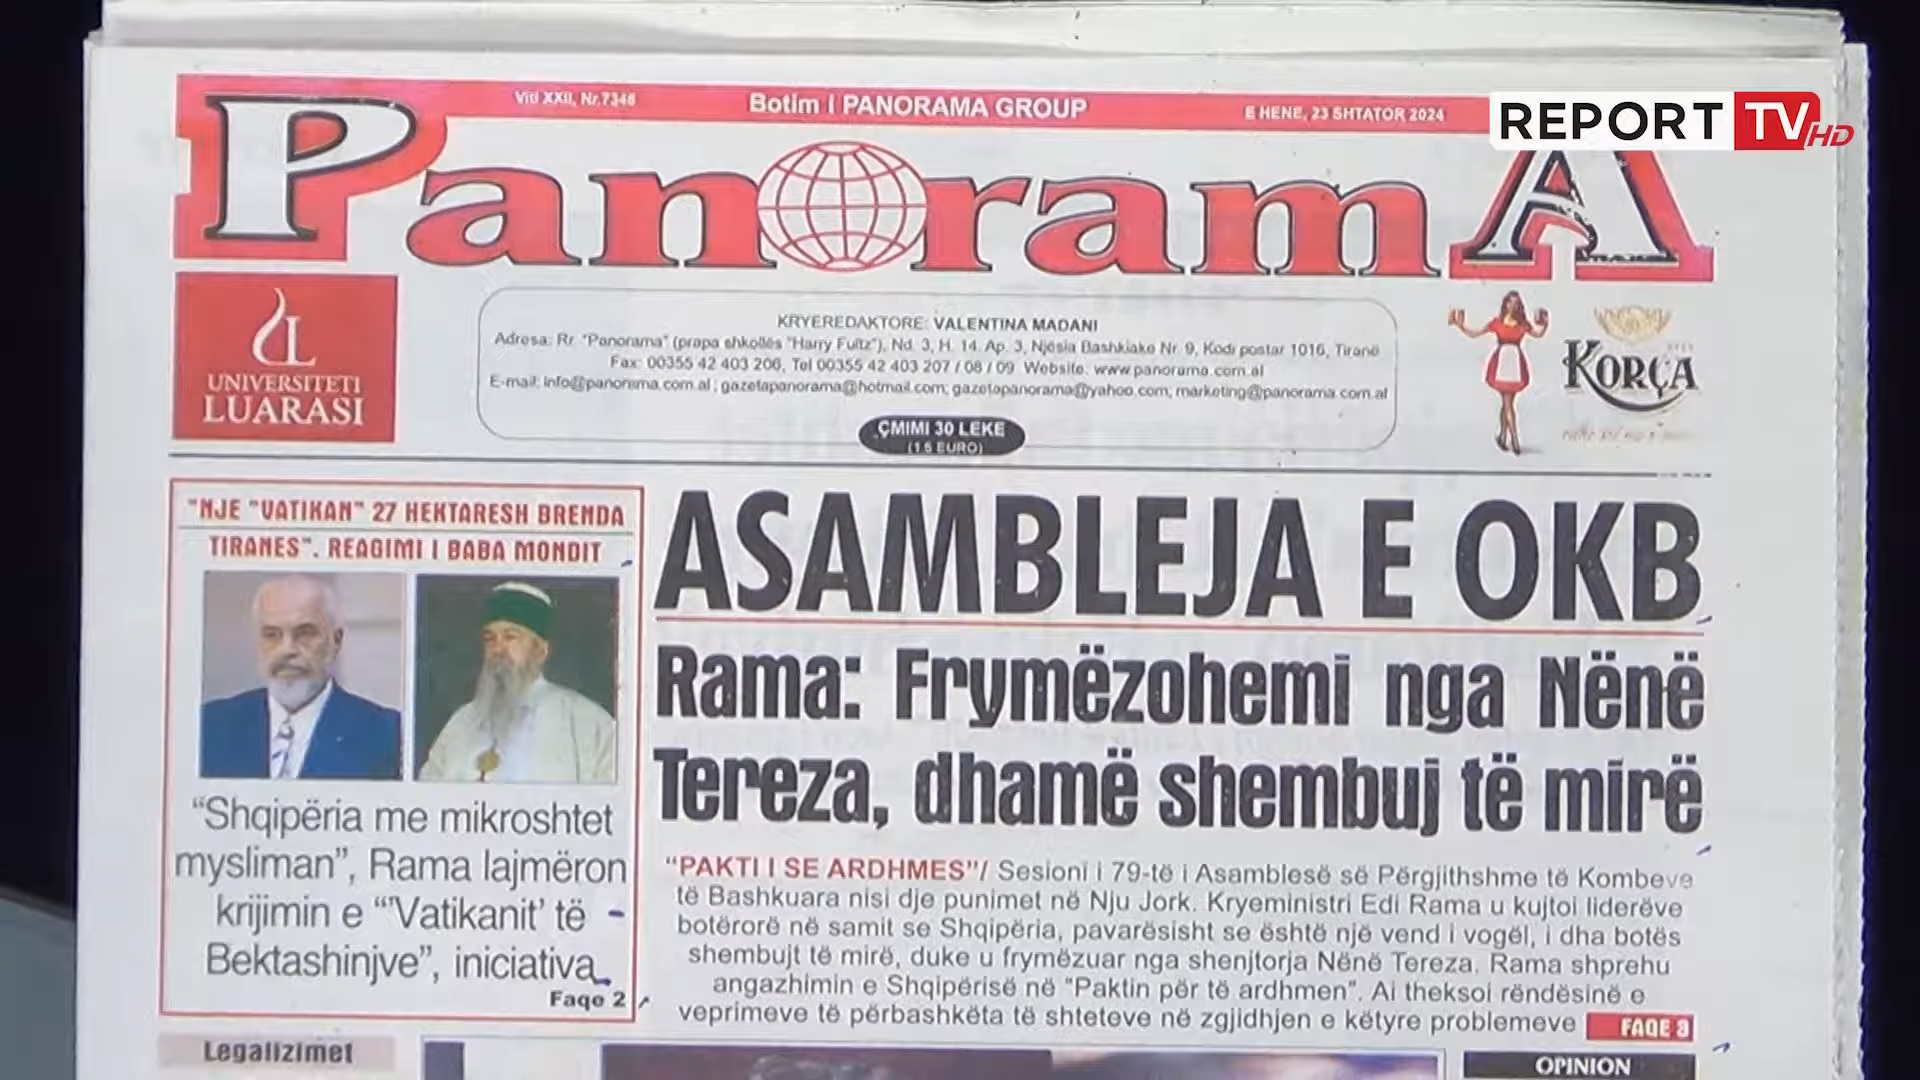 REPORT TV HD
Viti XXII, Nr.7348
Botim i PANORAMA GROUP
E HENE, 23 SHTATOR 2024
PanoramA
UL
UNIVERSITETI
LUARASI
KRYEREDAKTORE: VALENTINA MADANI
Adresa: Rr. "Panorama" (prapa shkollës "Harry Fultz"), Nd. 3, H. 14. Ap. 3, Njësia Bashkiake Nr. 9, Kodi postar 1016, Tiranë
Fax: 00355 42 403 206, Tel 00355 42 403 207 / 08 / 09 Website: www.panorama.com.al
E-mail: info@panorama.com.al; gazetapanorama@hotmail.com; gazetapanorama@yahoo.com; marketing@panorama.com.al
ÇMIMI 30 LEKE
(1.5 EURO)
KORÇA
"NJE "VATIKAN" 27 HEKTARESH BRENDA
TIRANES". REAGIMI I BABA MONDIT
“Shqipëria me mikroshtet
mysliman”, Rama lajmëron
krijimin e “‘Vatikanit’ të
Bektashinjve”, iniciativa
Faqe 2
ASAMBLEJA E OKB
Rama: Frymëzohemi nga Nënë
Tereza, dhamë shembuj të mirë
“PAKTI I SE ARDHMES”/ Sesioni i 79-të i Asamblesë së Përgjithshme të Kombeve
të Bashkuara nisi dje punimet në Nju Jork. Kryeministri Edi Rama u kujtoi liderëve
botërorë në samit se Shqipëria, pavarësisht se është një vend i vogël, i dha botës
shembujt të mirë, duke u frymëzuar nga shenjtorja Nënë Tereza. Rama shprehu
angazhimin e Shqipërisë në “Paktin për të ardhmen”. Ai theksoi rëndësinë e
veprimeve të përbashkëta të shteteve në zgjidhjen e këtyre problemeve
FAQE 8
Legalizimet
OPINION